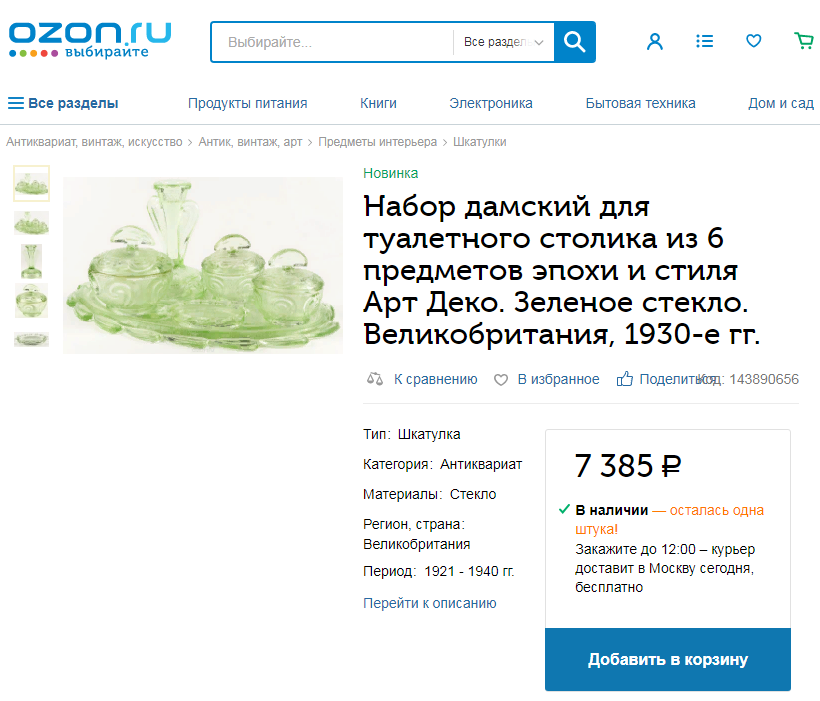 OZON.RU
выбирайте
Выбирайте...
Все раздел
Все разделы
Продукты питания
Книги
Электроника
Бытовая техника
Дом и сад
Антиквариат, винтаж, искусство > Антик, винтаж, арт > Предметы интерьера > Шкатулки
Новинка
Набор дамский для
туалетного столика из 6
предметов эпохи и стиля
Арт Деко. Зеленое стекло.
Великобритания, 1930-е гг.
К сравнению
В избранное
Поделиться
Код: 143890656
Тип: Шкатулка
Категория: Антиквариат
Материалы: Стекло
Регион, страна:
Великобритания
Период: 1921 - 1940 гг.
Перейти к описанию
7 385 ₽
В наличии — осталась одна
штука!
Закажите до 12:00 – курьер
доставит в Москву сегодня,
бесплатно
Добавить в корзину